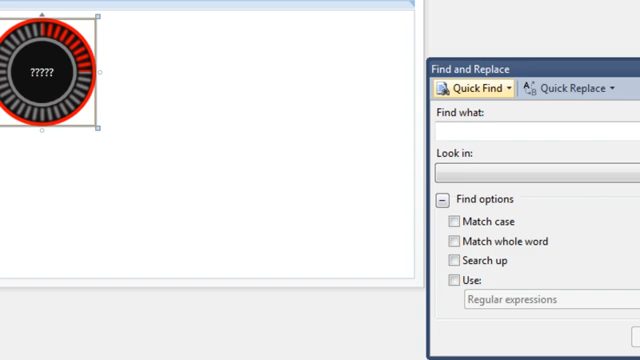 ?????
Find and Replace
Quick Find Quick Replace
Find what:
Look in:
Find options
Match case
Match whole word
Search up
Use:
Regular expressions